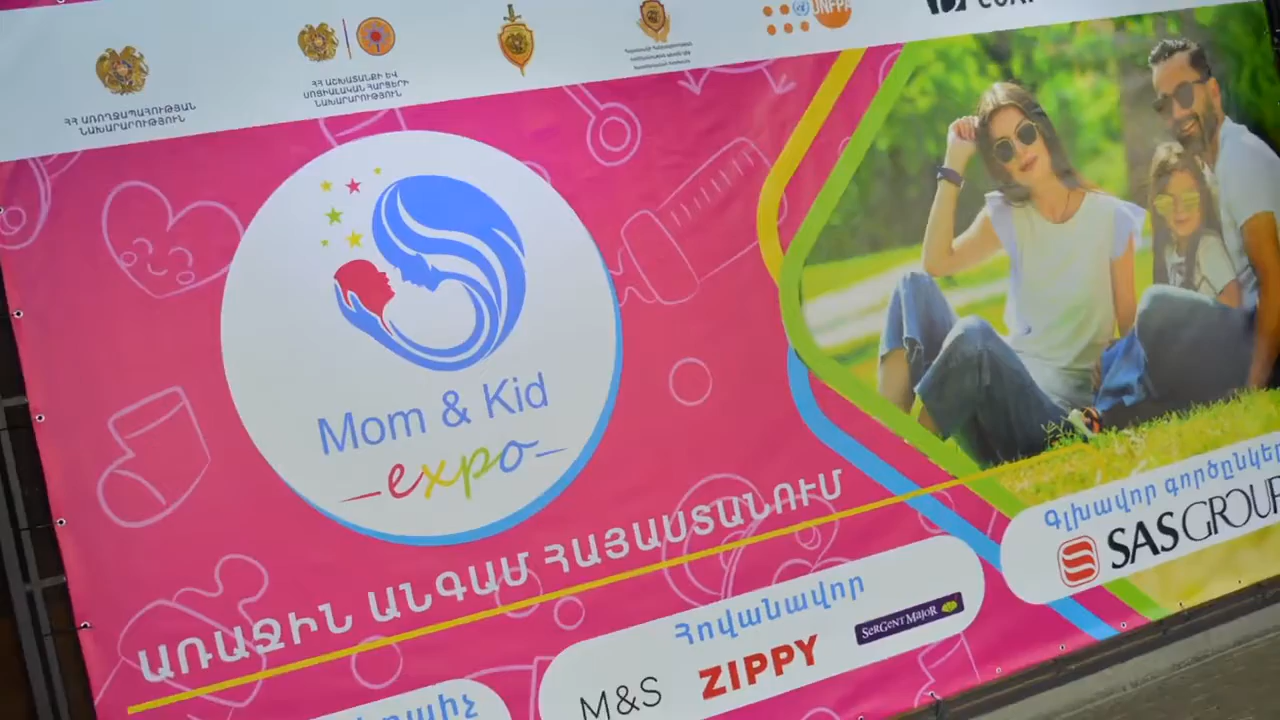 ՀՀ ԱՌՈՂՋԱՊԱՀՈՒԹՅԱՆ
ՆԱԽԱՐԱՐՈՒԹՅՈՒՆ
ՀՀ ԱՇԽԱՏԱՆՔԻ ԵՎ
ՍՈՑԻԱԼԱԿԱՆ ՀԱՐՑԵՐԻ
ՆԱԽԱՐԱՐՈՒԹՅՈՒՆ
UNFPA
Mom & Kid
expo
ԱՌԱՋԻՆ ԱՆԳԱՄ ՀԱՅԱՍՏԱՆՈՒՄ
Գլխավոր գործընկեր
SAS GROUP
Հովանավոր
M&S
ZIPPY
SERGENT MAJOR